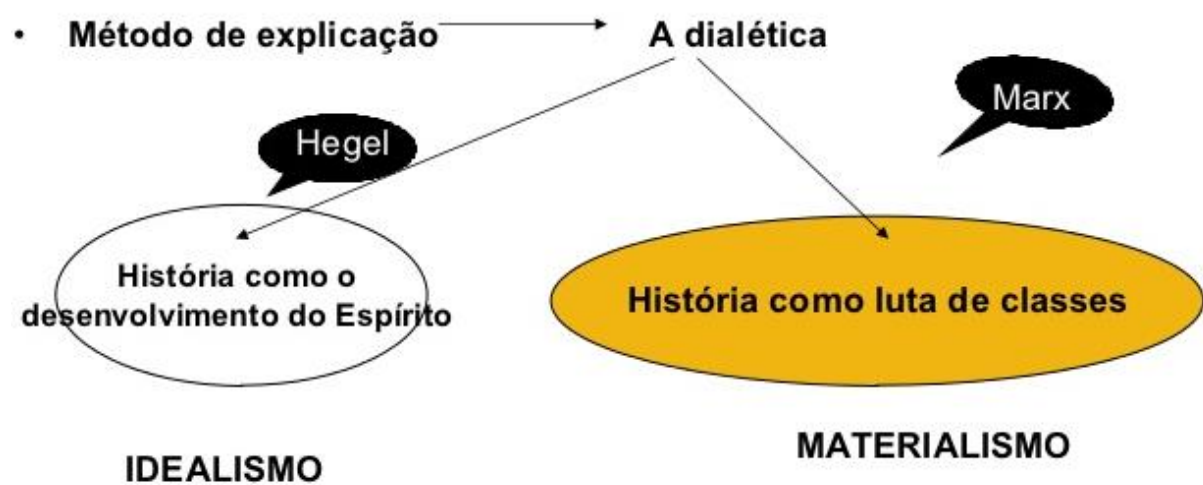 • Método de explicação
A dialética
Marx
Hegel
História como o
desenvolvimento do Espírito
História como luta de classes
IDEALISMO
MATERIALISMO